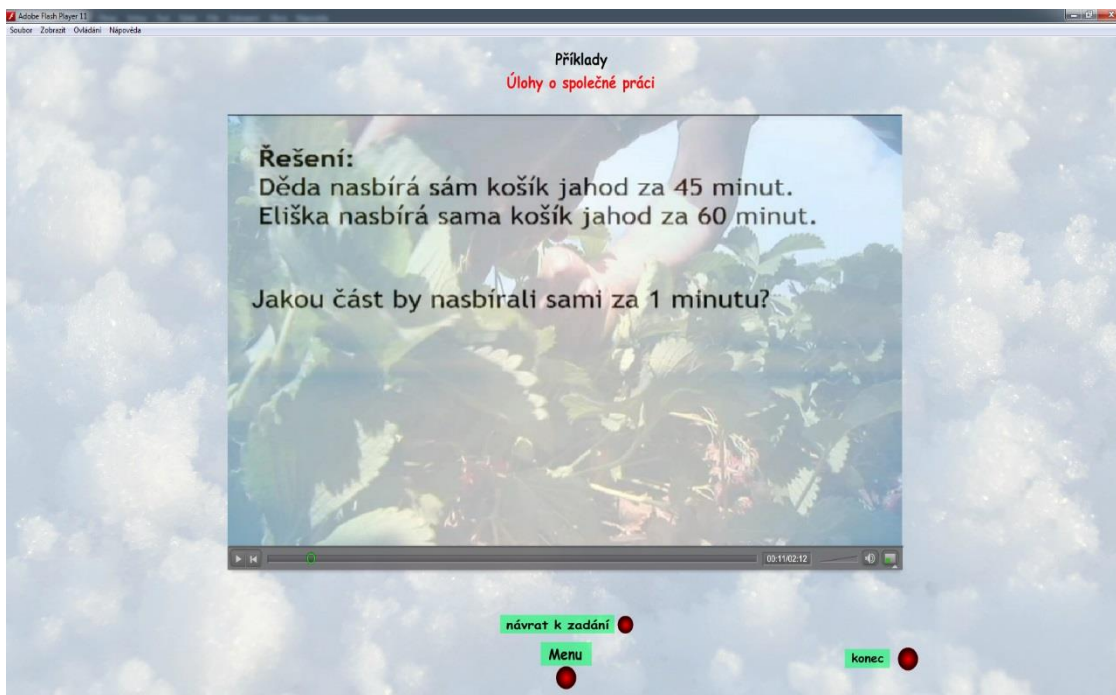 Adobe Flash Player 11
Soubor Zobrazit Ovládání Nápověda
Příklady
Úlohy o společné práci
Řešení:
Děda nasbírá sám košík jahod za 45 minut.
Eliška nasbírá sama košík jahod za 60 minut.
Jakou část by nasbírali sami za 1 minutu?
00:11/02:12
návrat k zadání
Menu
konec